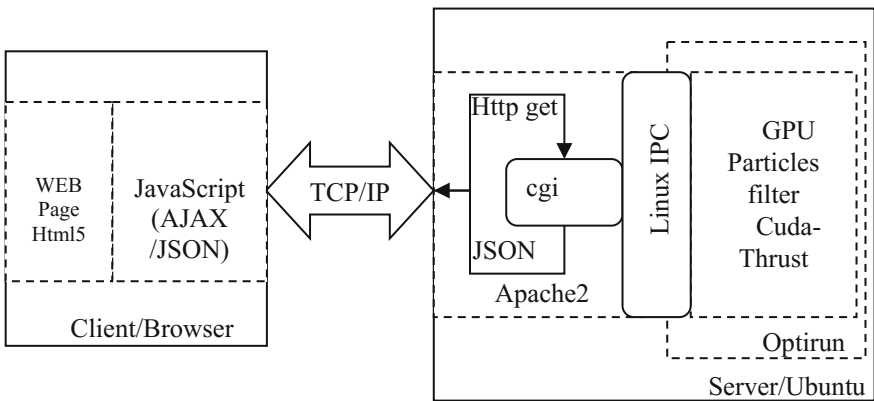 WEB
Page
Html5
JavaScript
(AJAX
/JSON)
Client/Browser
TCP/IP
Http get
cgi
JSON
Apache2
Linux IPC
GPU
Particles
filter
Cuda-
Thrust
Optirun
Server/Ubuntu